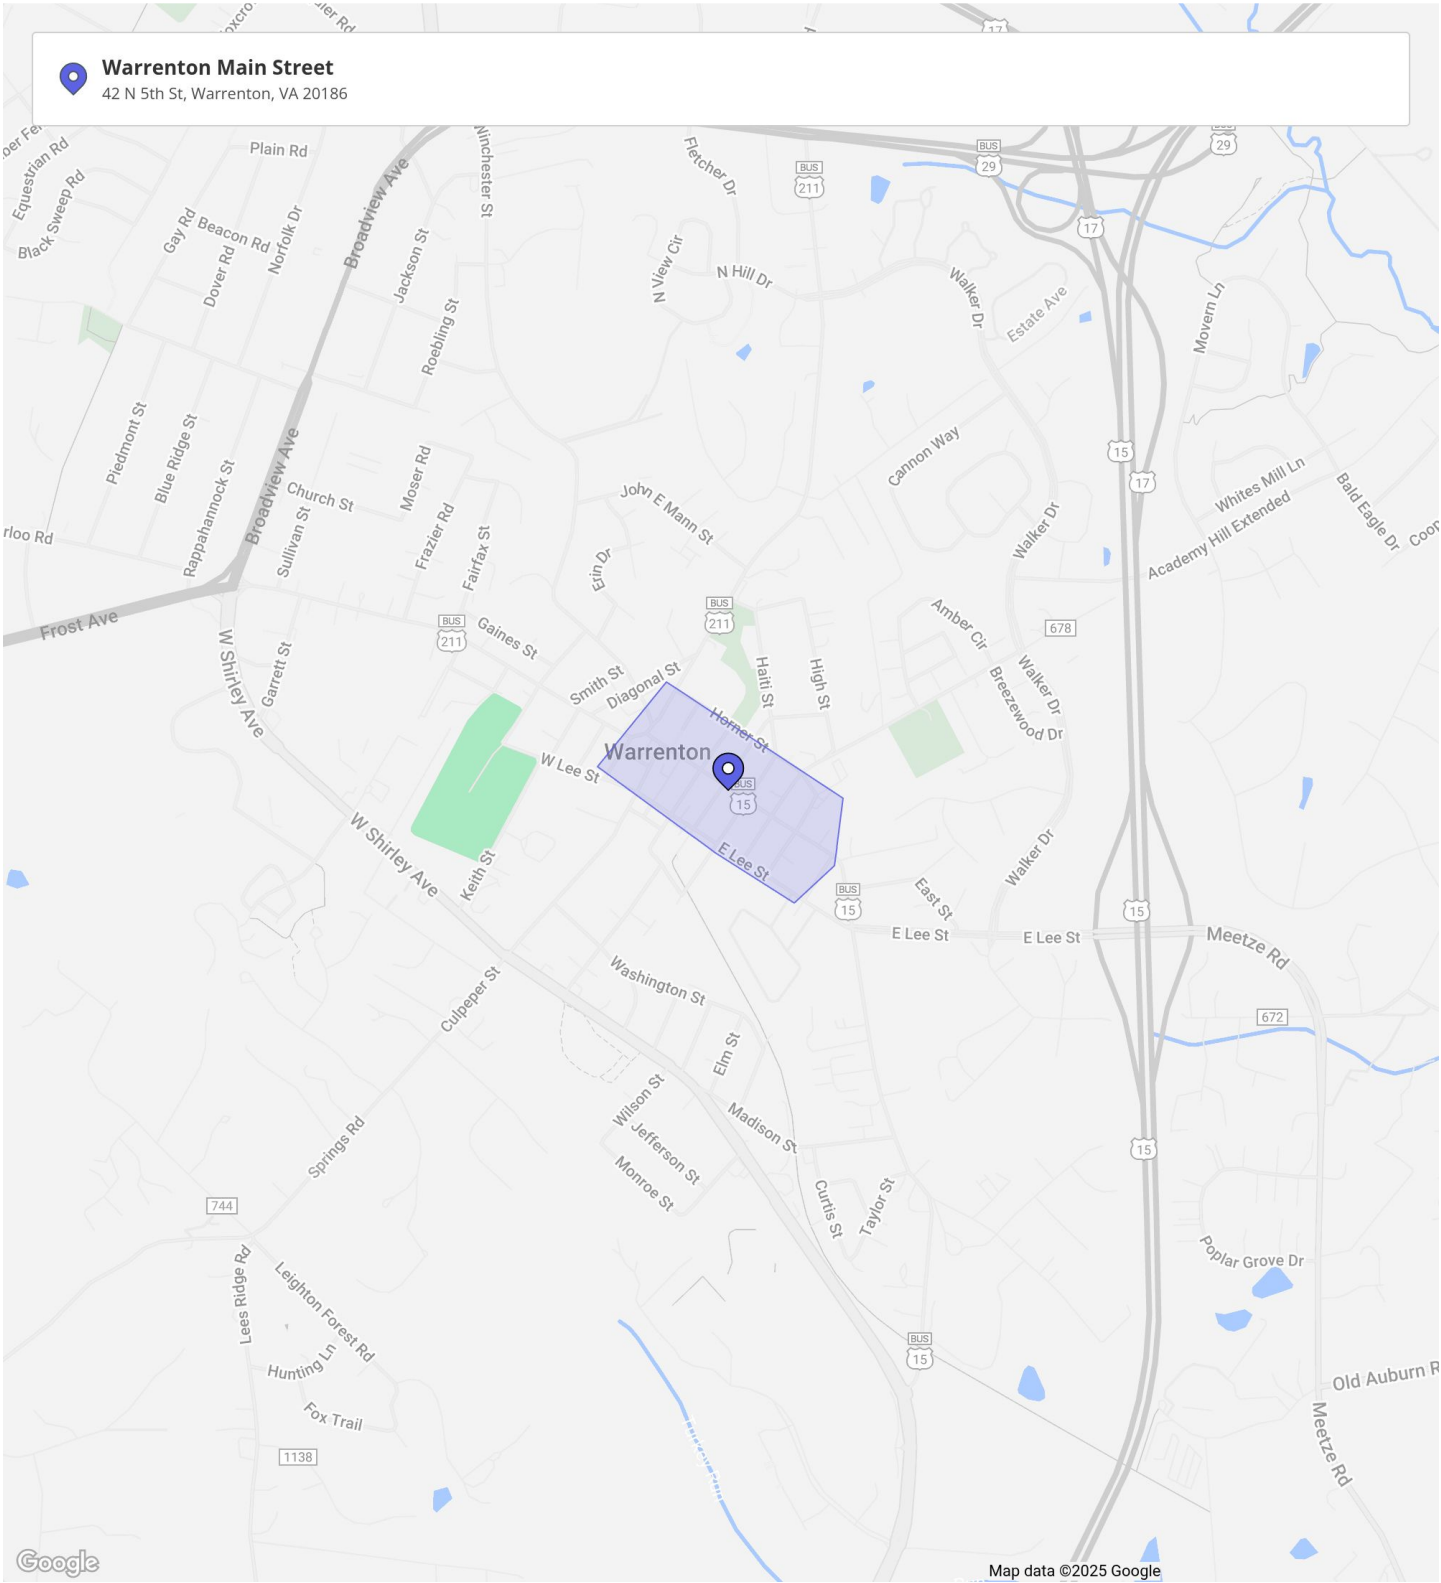 17
Warrenton Main Street
42 N 5th St, Warrenton, VA 20186
Equestrian Rd
Black Sweep Rd
Plain Rd
Gay Rd
Beacon Rd
Dover Rd
Norfolk Dr
Broadview Ave
Jackson St
Winchester St
Roebling St
Fletcher Dr
BUS
211
BUS
29
29
17
N View Cir
N Hill Dr
Walker Dr
Estate Ave
Movern Ln
Piedmont St
Blue Ridge St
Rappahannock St
Broadview Ave
Church St
Sullivan St
Moser Rd
Frazier Rd
Fairfax St
John E Mann St
Erin Dr
Cannon Way
Walker Dr
15
17
Whites Mill Ln
Academy Hill Extended
Bald Eagle Dr
Frost Ave
W Shirley Ave
Garrett St
BUS
211
Gaines St
Smith St
Diagonal St
BUS
211
Haiti St
High St
Amber Cir
678
Walker Dr
Breezewood Dr
Horner St
Warrenton
W Lee St
BUS
15
E Lee St
W Shirley Ave
Keith St
Walker Dr
BUS
15
East St
E Lee St
E Lee St
15
Meetze Rd
Culpeper St
Washington St
Elm St
672
Wilson St
Jefferson St
Monroe St
Madison St
Springs Rd
15
744
Curtis St
Taylor St
Poplar Grove Dr
Lees Ridge Rd
Leighton Forest Rd
Hunting Ln
Fox Trail
BUS
15
Old Auburn R
Meetze Rd
1138
Google
Map data ©2025 Google